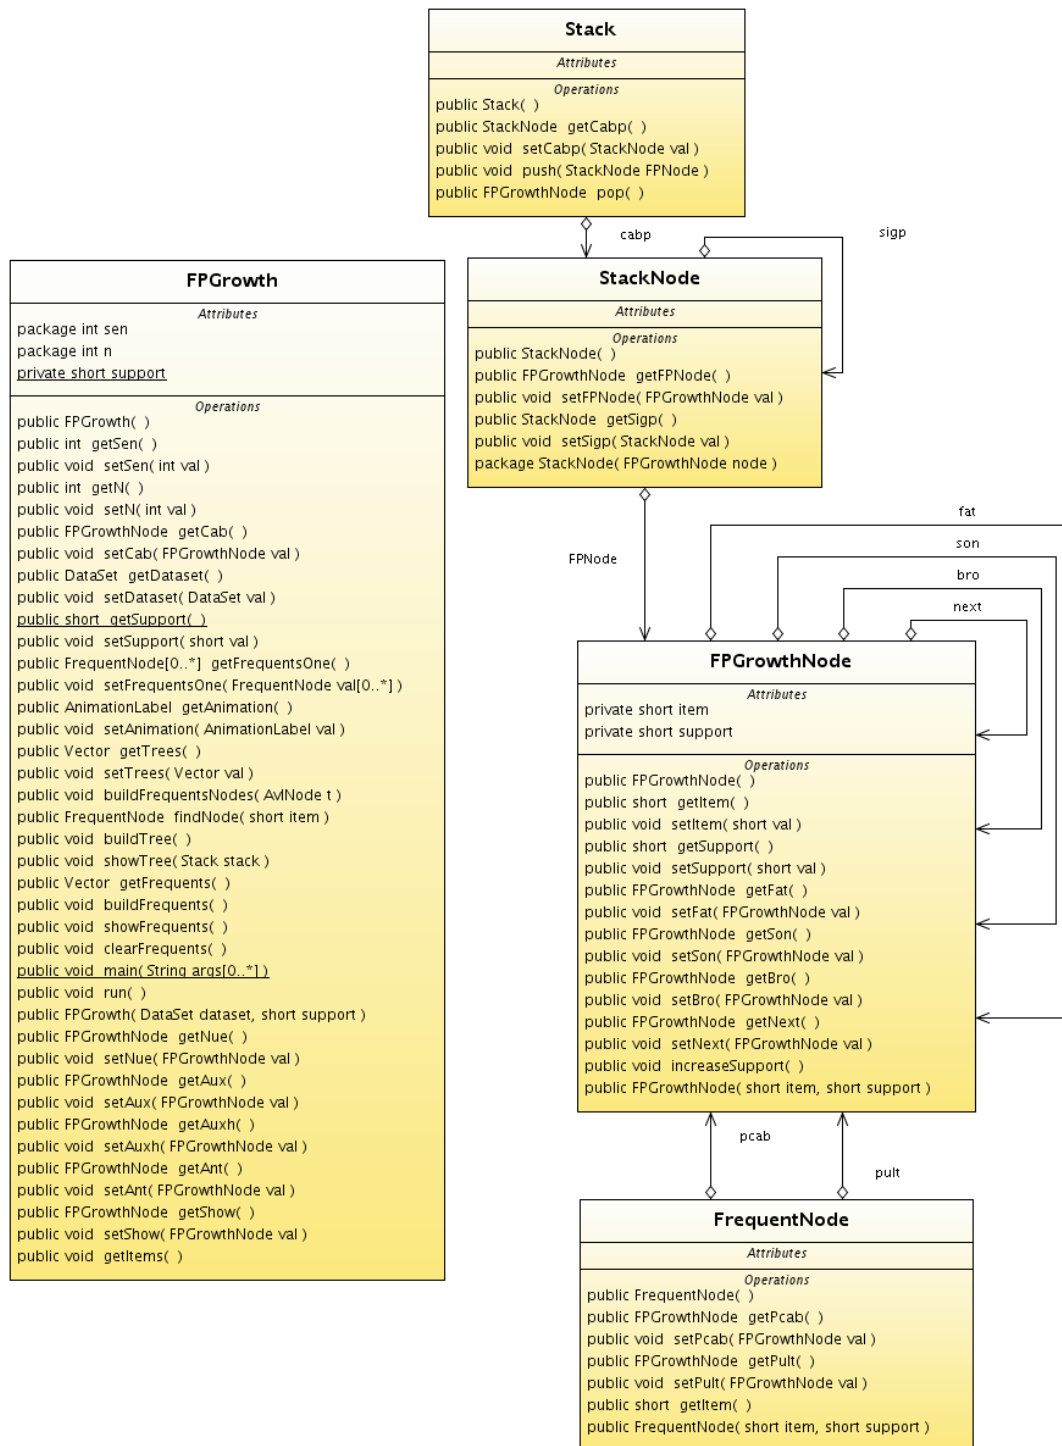 Stack
Attributes
Operations
public Stack( )
public StackNode getCabp( )
public void setCabp( StackNode val )
public void push( StackNode FPNode )
public FPGrowthNode pop( )
cabp
sigp
StackNode
Attributes
Operations
public StackNode( )
public FPGrowthNode getFPNode( )
public void setFPNode( FPGrowthNode val )
public StackNode getSigp( )
public void setSigp( StackNode val )
package StackNode( FPGrowthNode node )
FPGrowth
Attributes
package int sen
package int n
private short support
Operations
public FPGrowth( )
public int getSen( )
public void setSen( int val )
public int getN( )
public void setN( int val )
public FPGrowthNode getCab( )
public void setCab( FPGrowthNode val )
public DataSet getDataset( )
public void setDataset( DataSet val )
public short getSupport( )
public void setSupport( short val )
public FrequentNode[0..*] getFrequentsOne( )
public void setFrequentsOne( FrequentNode val[0..*] )
public AnimationLabel getAnimation( )
public void setAnimation( AnimationLabel val )
public Vector getTrees( )
public void setTrees( Vector val )
public void buildFrequentsNodes( AvlNode t )
public FrequentNode findNode( short item )
public void buildTree( )
public void showTree( Stack stack )
public Vector getFrequents( )
public void buildFrequents( )
public void showFrequents( )
public void clearFrequents( )
public void main( String args[0..*] )
public void run( )
public FPGrowth( DataSet dataset, short support )
public FPGrowthNode getNue( )
public void setNue( FPGrowthNode val )
public FPGrowthNode getAux( )
public void setAux( FPGrowthNode val )
public FPGrowthNode getAuxh( )
public void setAuxh( FPGrowthNode val )
public FPGrowthNode getAnt( )
public void setAnt( FPGrowthNode val )
public FPGrowthNode getShow( )
public void setShow( FPGrowthNode val )
public void getItems( )
FPNode
fat
son
bro
next
FPGrowthNode
Attributes
private short item
private short support
Operations
public FPGrowthNode( )
public short getItem( )
public void setItem( short val )
public short getSupport( )
public void setSupport( short val )
public FPGrowthNode getFat( )
public void setFat( FPGrowthNode val )
public FPGrowthNode getSon( )
public void setSon( FPGrowthNode val )
public FPGrowthNode getBro( )
public void setBro( FPGrowthNode val )
public FPGrowthNode getNext( )
public void setNext( FPGrowthNode val )
public void increaseSupport( )
public FPGrowthNode( short item, short support )
pcab
pult
FrequentNode
Attributes
Operations
public FrequentNode( )
public FPGrowthNode getPcab( )
public void setPcab( FPGrowthNode val )
public FPGrowthNode getPult( )
public void setPult( FPGrowthNode val )
public short getItem( )
public FrequentNode( short item, short support )